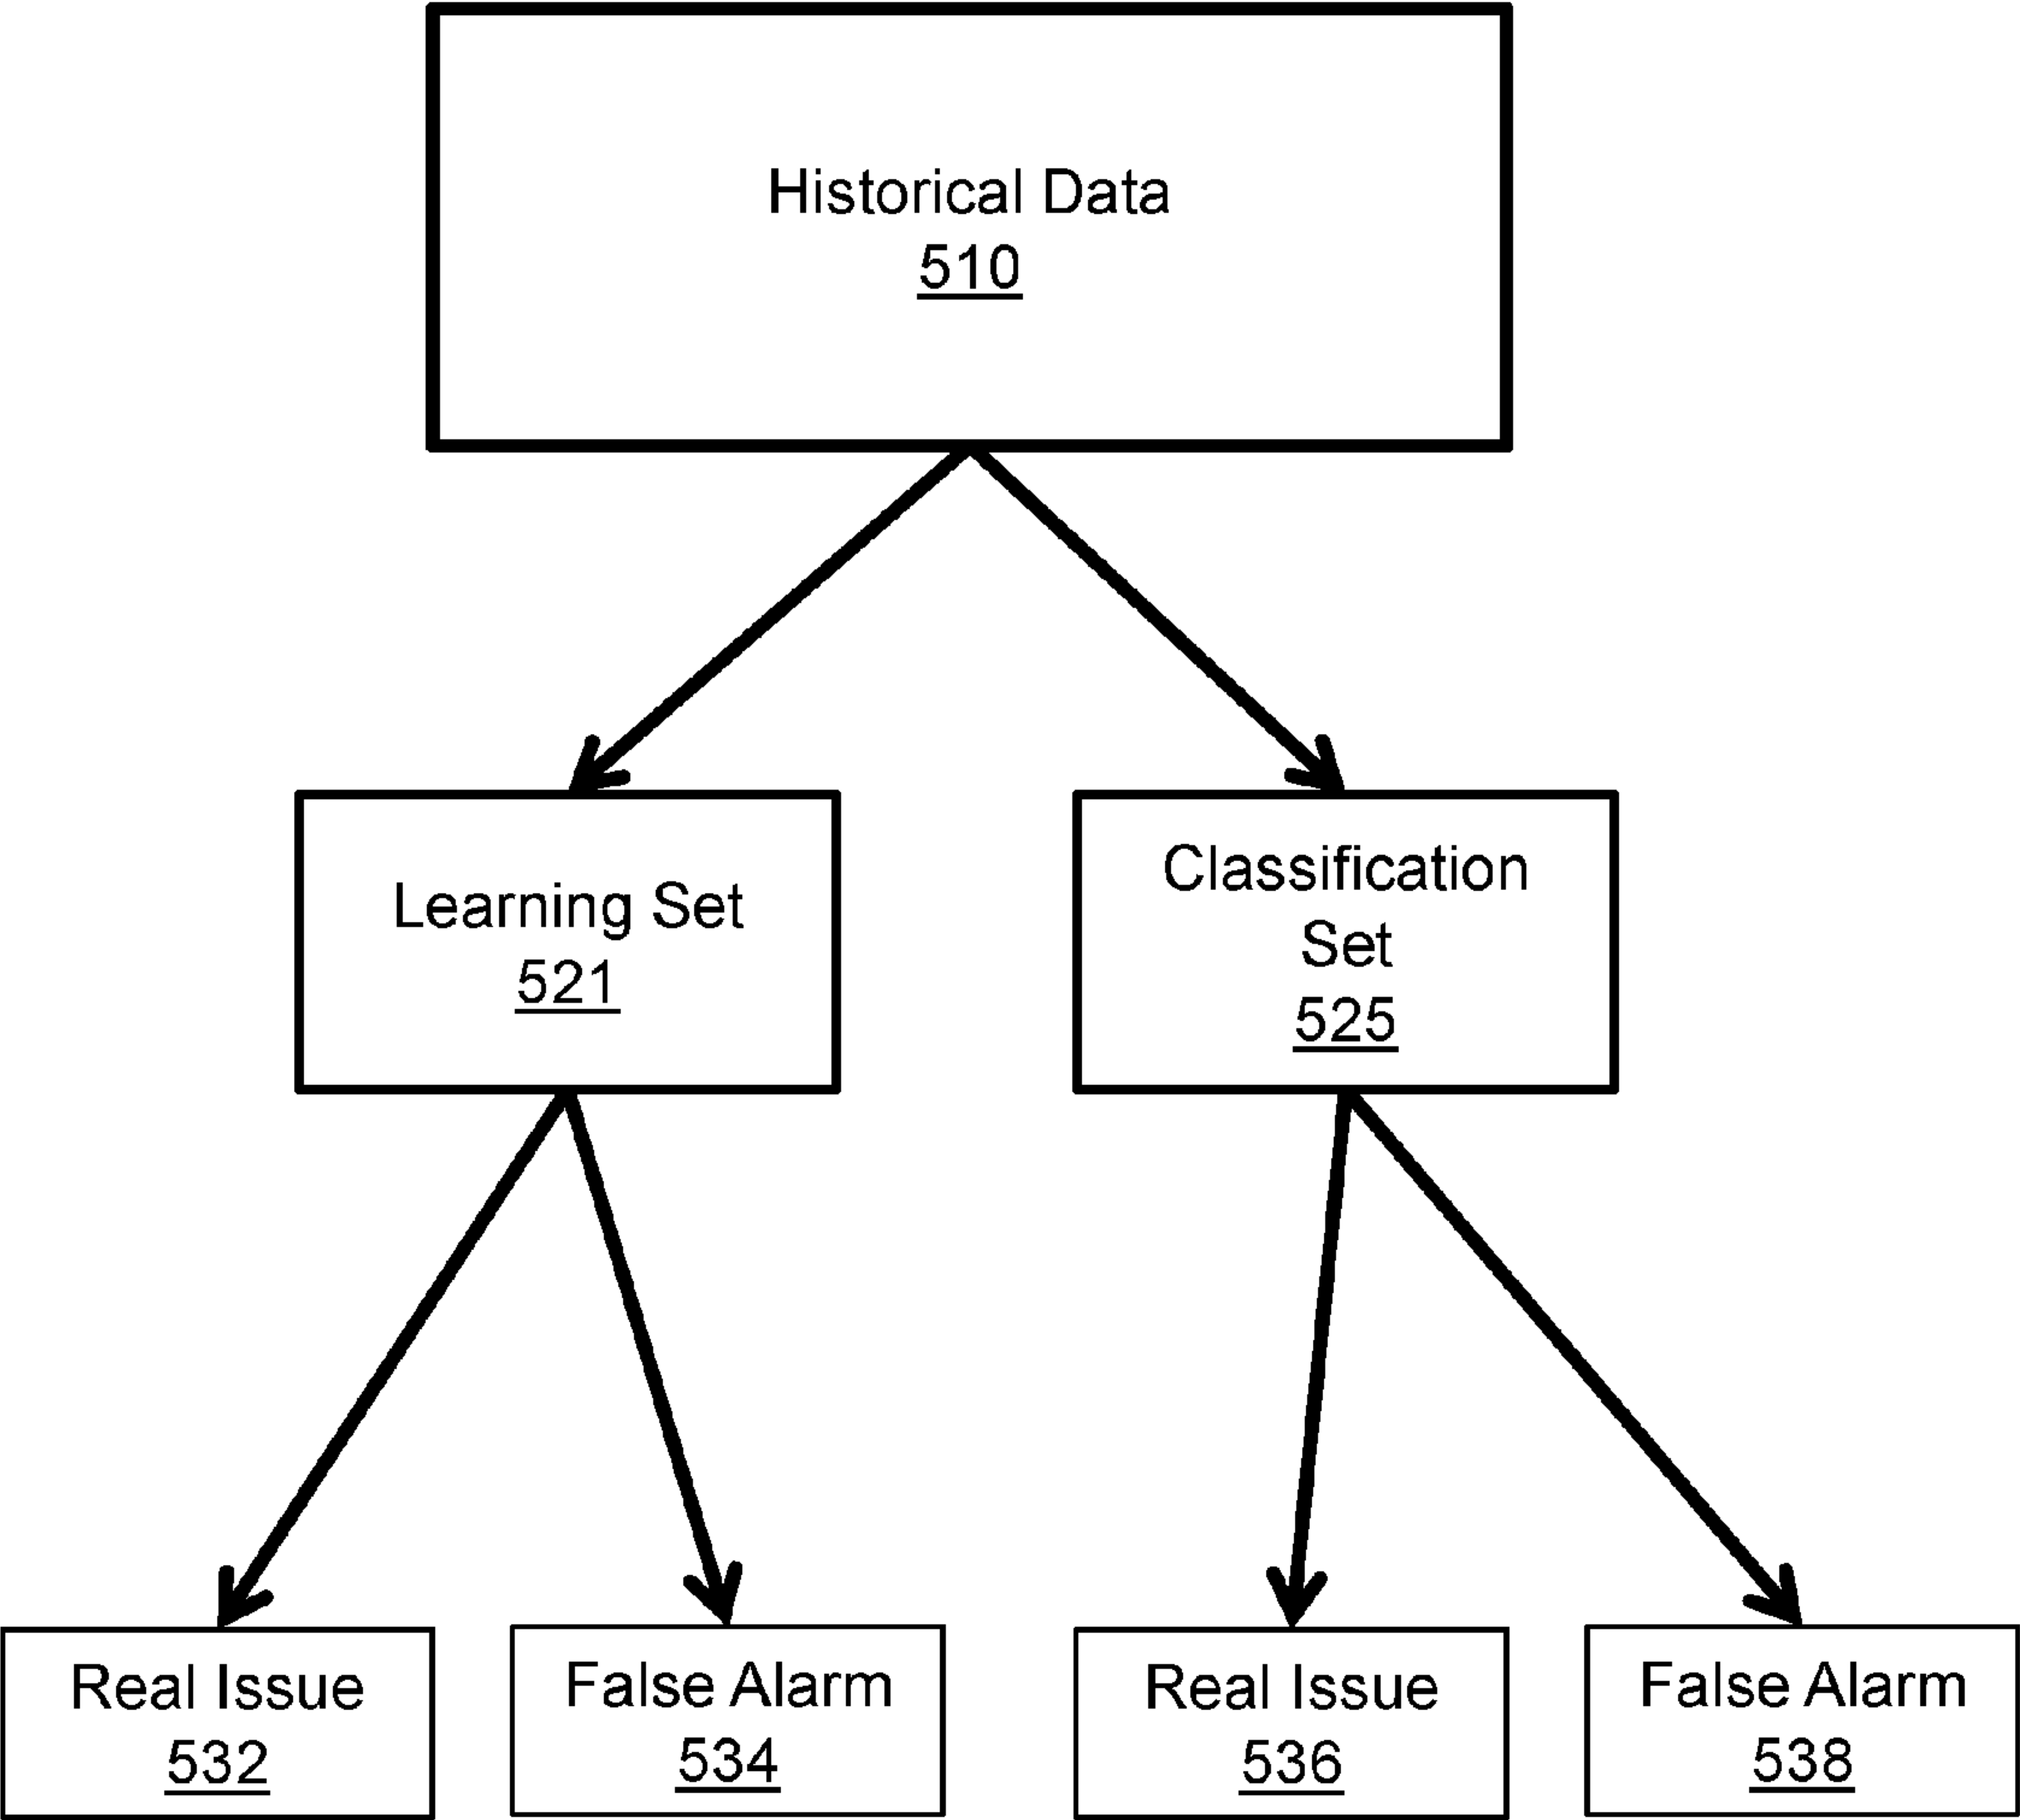 Historical Data
510
Learning Set
521
Classification
Set
525
Real Issue
532
False Alarm
534
Real Issue
536
False Alarm
538